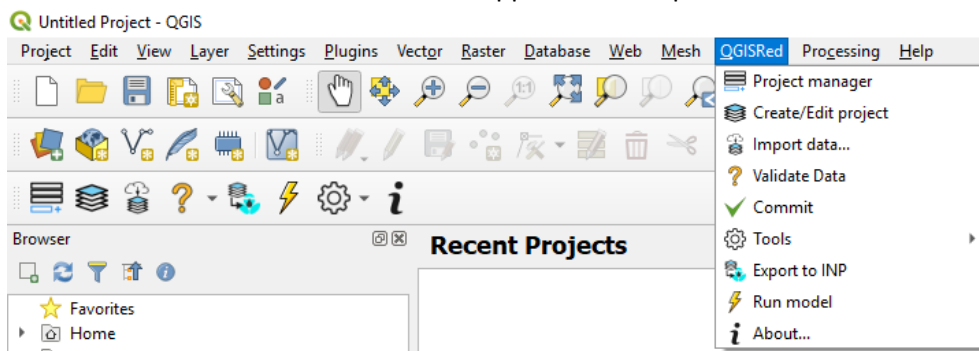 Untitled Project - QGIS
Project Edit View Layer Settings Plugins Vector Raster Database Web Mesh QGISRed Processing Help
Project manager
Create/Edit project
Import data...
Validate Data
Commit
Tools
Export to INP
Run model
About...
1:1
a
Browser
Recent Projects
Favorites
Home